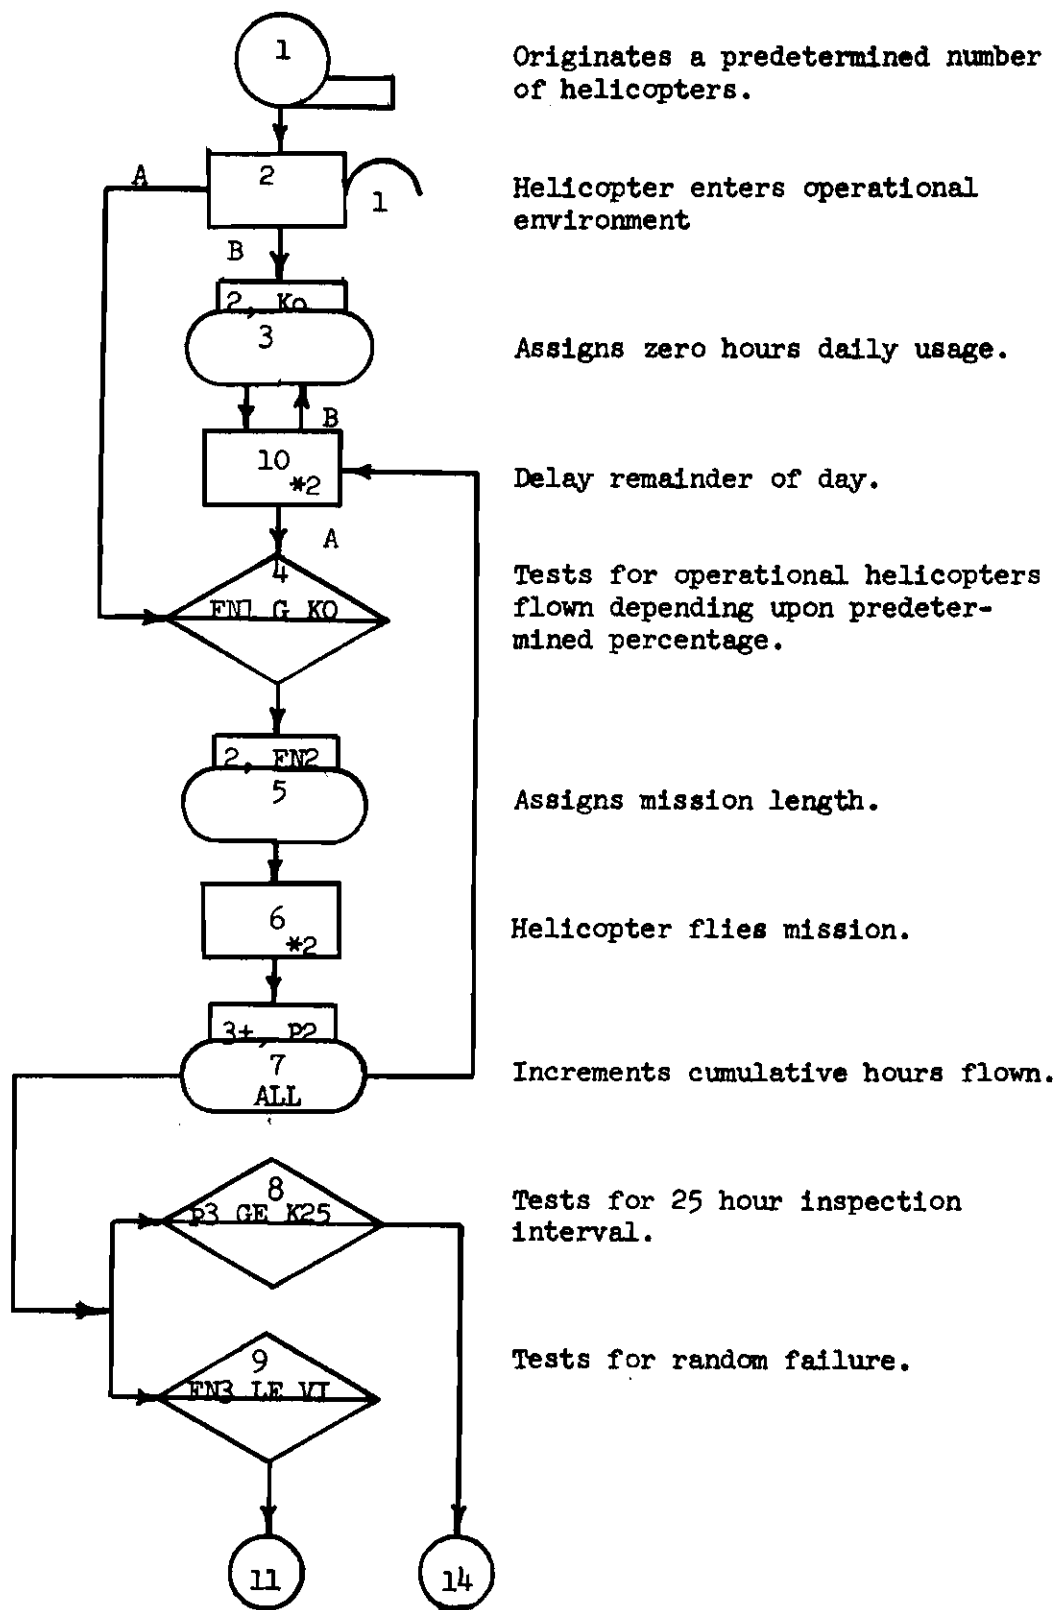 1
Originates a predetermined number
of helicopters.
A
2
1
Helicopter enters operational
environment
B
2, K0
3
Assigns zero hours daily usage.
B
10
*2
Delay remainder of day.
A
4
FN1 G K0
Tests for operational helicopters
flown depending upon predeter-
mined percentage.
2, FN2
5
Assigns mission length.
6
*2
Helicopter flies mission.
3+, P2
7
ALL
Increments cumulative hours flown.
8
P3 GE K25
Tests for 25 hour inspection
interval.
9
FN3 LE V1
Tests for random failure.
11
14